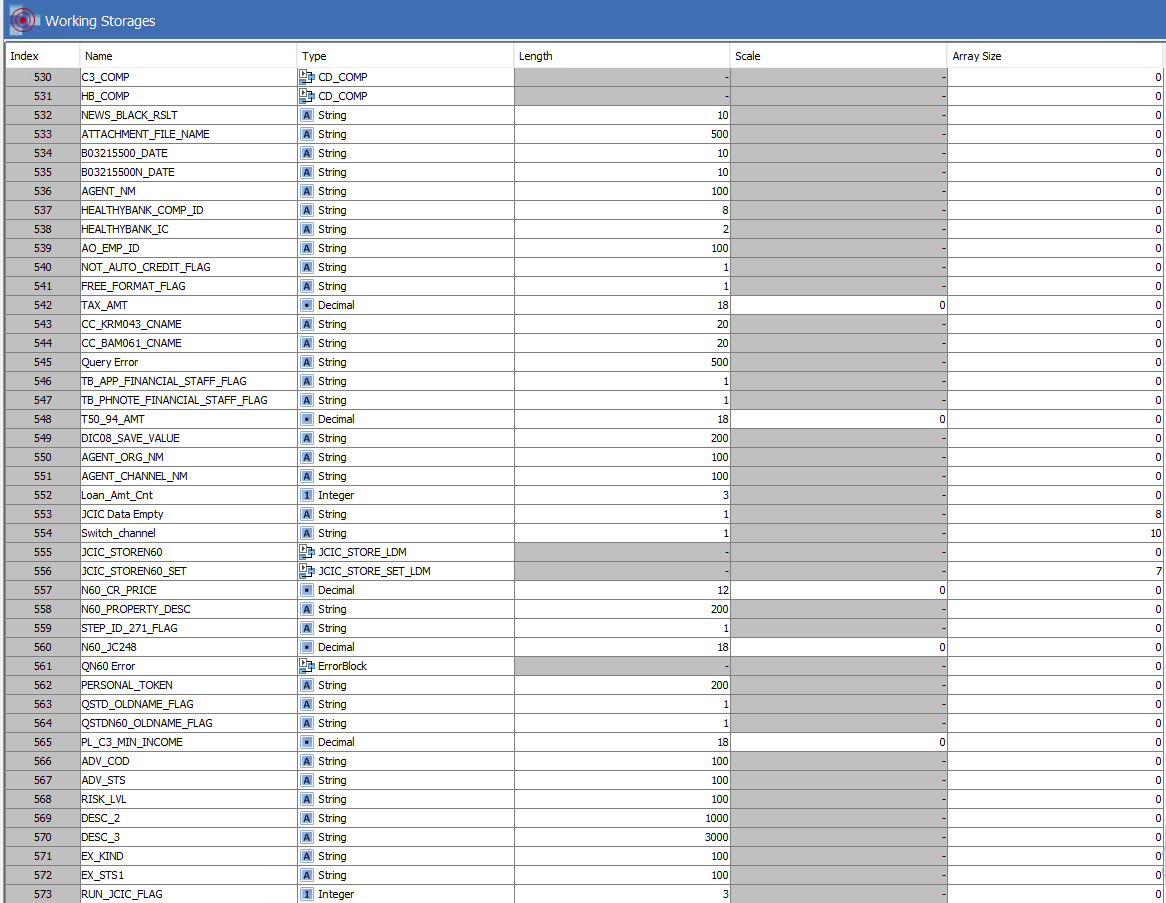 Working Storages
Index Name Type Length Scale Array Size
530 C3_COMP CD_COMP - - 0
531 HB_COMP CD_COMP - - 0
532 NEWS_BLACK_RSLT A String 10 - 0
533 ATTACHMENT_FILE_NAME A String 500 - 0
534 B03215500_DATE A String 10 - 0
535 B03215500N_DATE A String 10 - 0
536 AGENT_NM A String 100 - 0
537 HEALTHYBANK_COMP_ID A String 8 - 0
538 HEALTHYBANK_IC A String 2 - 0
539 AO_EMP_ID A String 100 - 0
540 NOT_AUTO_CREDIT_FLAG A String 1 - 0
541 FREE_FORMAT_FLAG A String 1 - 0
542 TAX_AMT Decimal 18 0 0
543 CC_KRM043_CNAME A String 20 - 0
544 CC_BAM061_CNAME A String 20 - 0
545 Query Error A String 500 - 0
546 TB_APP_FINANCIAL_STAFF_FLAG A String 1 - 0
547 TB_PHNOTE_FINANCIAL_STAFF_FLAG A String 1 - 0
548 T50_94_AMT Decimal 18 0 0
549 DIC08_SAVE_VALUE A String 200 - 0
550 AGENT_ORG_NM A String 100 - 0
551 AGENT_CHANNEL_NM A String 100 - 0
552 Loan_Amt_Cnt 1 Integer 3 - 0
553 JCIC Data Empty A String 1 - 8
554 Switch_channel A String 1 - 10
555 JCIC_STOREN60 JCIC_STORE_LDM - - 0
556 JCIC_STOREN60_SET JCIC_STORE_SET_LDM - - 7
557 N60_CR_PRICE Decimal 12 0 0
558 N60_PROPERTY_DESC A String 200 - 0
559 STEP_ID_271_FLAG A String 1 - 0
560 N60_JC248 Decimal 18 0 0
561 QN60 Error ErrorBlock - - 0
562 PERSONAL_TOKEN A String 200 - 0
563 QSTD_OLDNAME_FLAG A String 1 - 0
564 QSTDN60_OLDNAME_FLAG A String 1 - 0
565 PL_C3_MIN_INCOME Decimal 18 0 0
566 ADV_COD A String 100 - 0
567 ADV_STS A String 100 - 0
568 RISK_LVL A String 100 - 0
569 DESC_2 A String 1000 - 0
570 DESC_3 A String 3000 - 0
571 EX_KIND A String 100 - 0
572 EX_STS1 A String 100 - 0
573 RUN_JCIC_FLAG 1 Integer 3 - 0